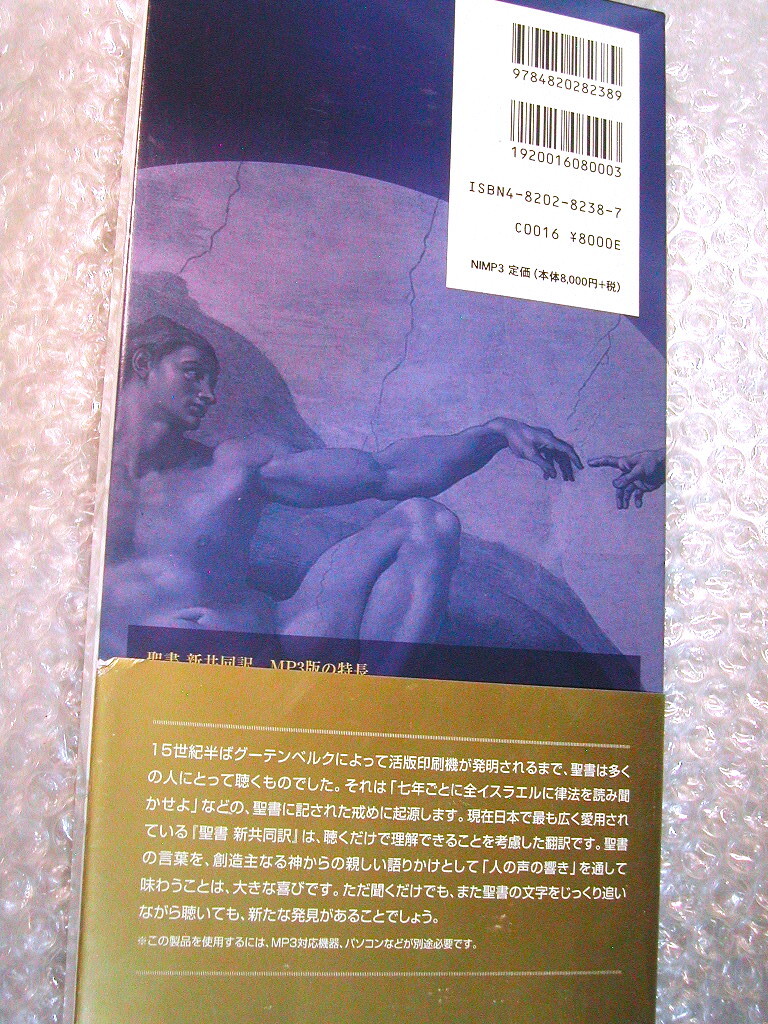 9784820282389
1920016080003
ISBN4-8202-8238-7
C0016 ¥8000E
NIMP3 定価(本体8,000円+税)
聖書 新共同訳 MP3版の特長
15世紀半ばグーテンベルクによって活版印刷機が発明されるまで、聖書は多く
の人にとって聴くものでした。それは「七年ごとに全イスラエルに律法を読み聞
かせよ」などの、聖書に記された戒めに起源します。現在日本で最も広く愛用され
ている『聖書 新共同訳』は、聴くだけで理解できることを考慮した翻訳です。聖書
の言葉を、創造主なる神からの親しい語りかけとして「人の声の響き」を通して
味わうことは、大きな喜びです。ただ聞くだけでも、また聖書の文字をじっくり追い
ながら聴いても、新たな発見があることでしょう。
※この製品を使用するには、MP3対応機器、パソコンなどが別途必要です。